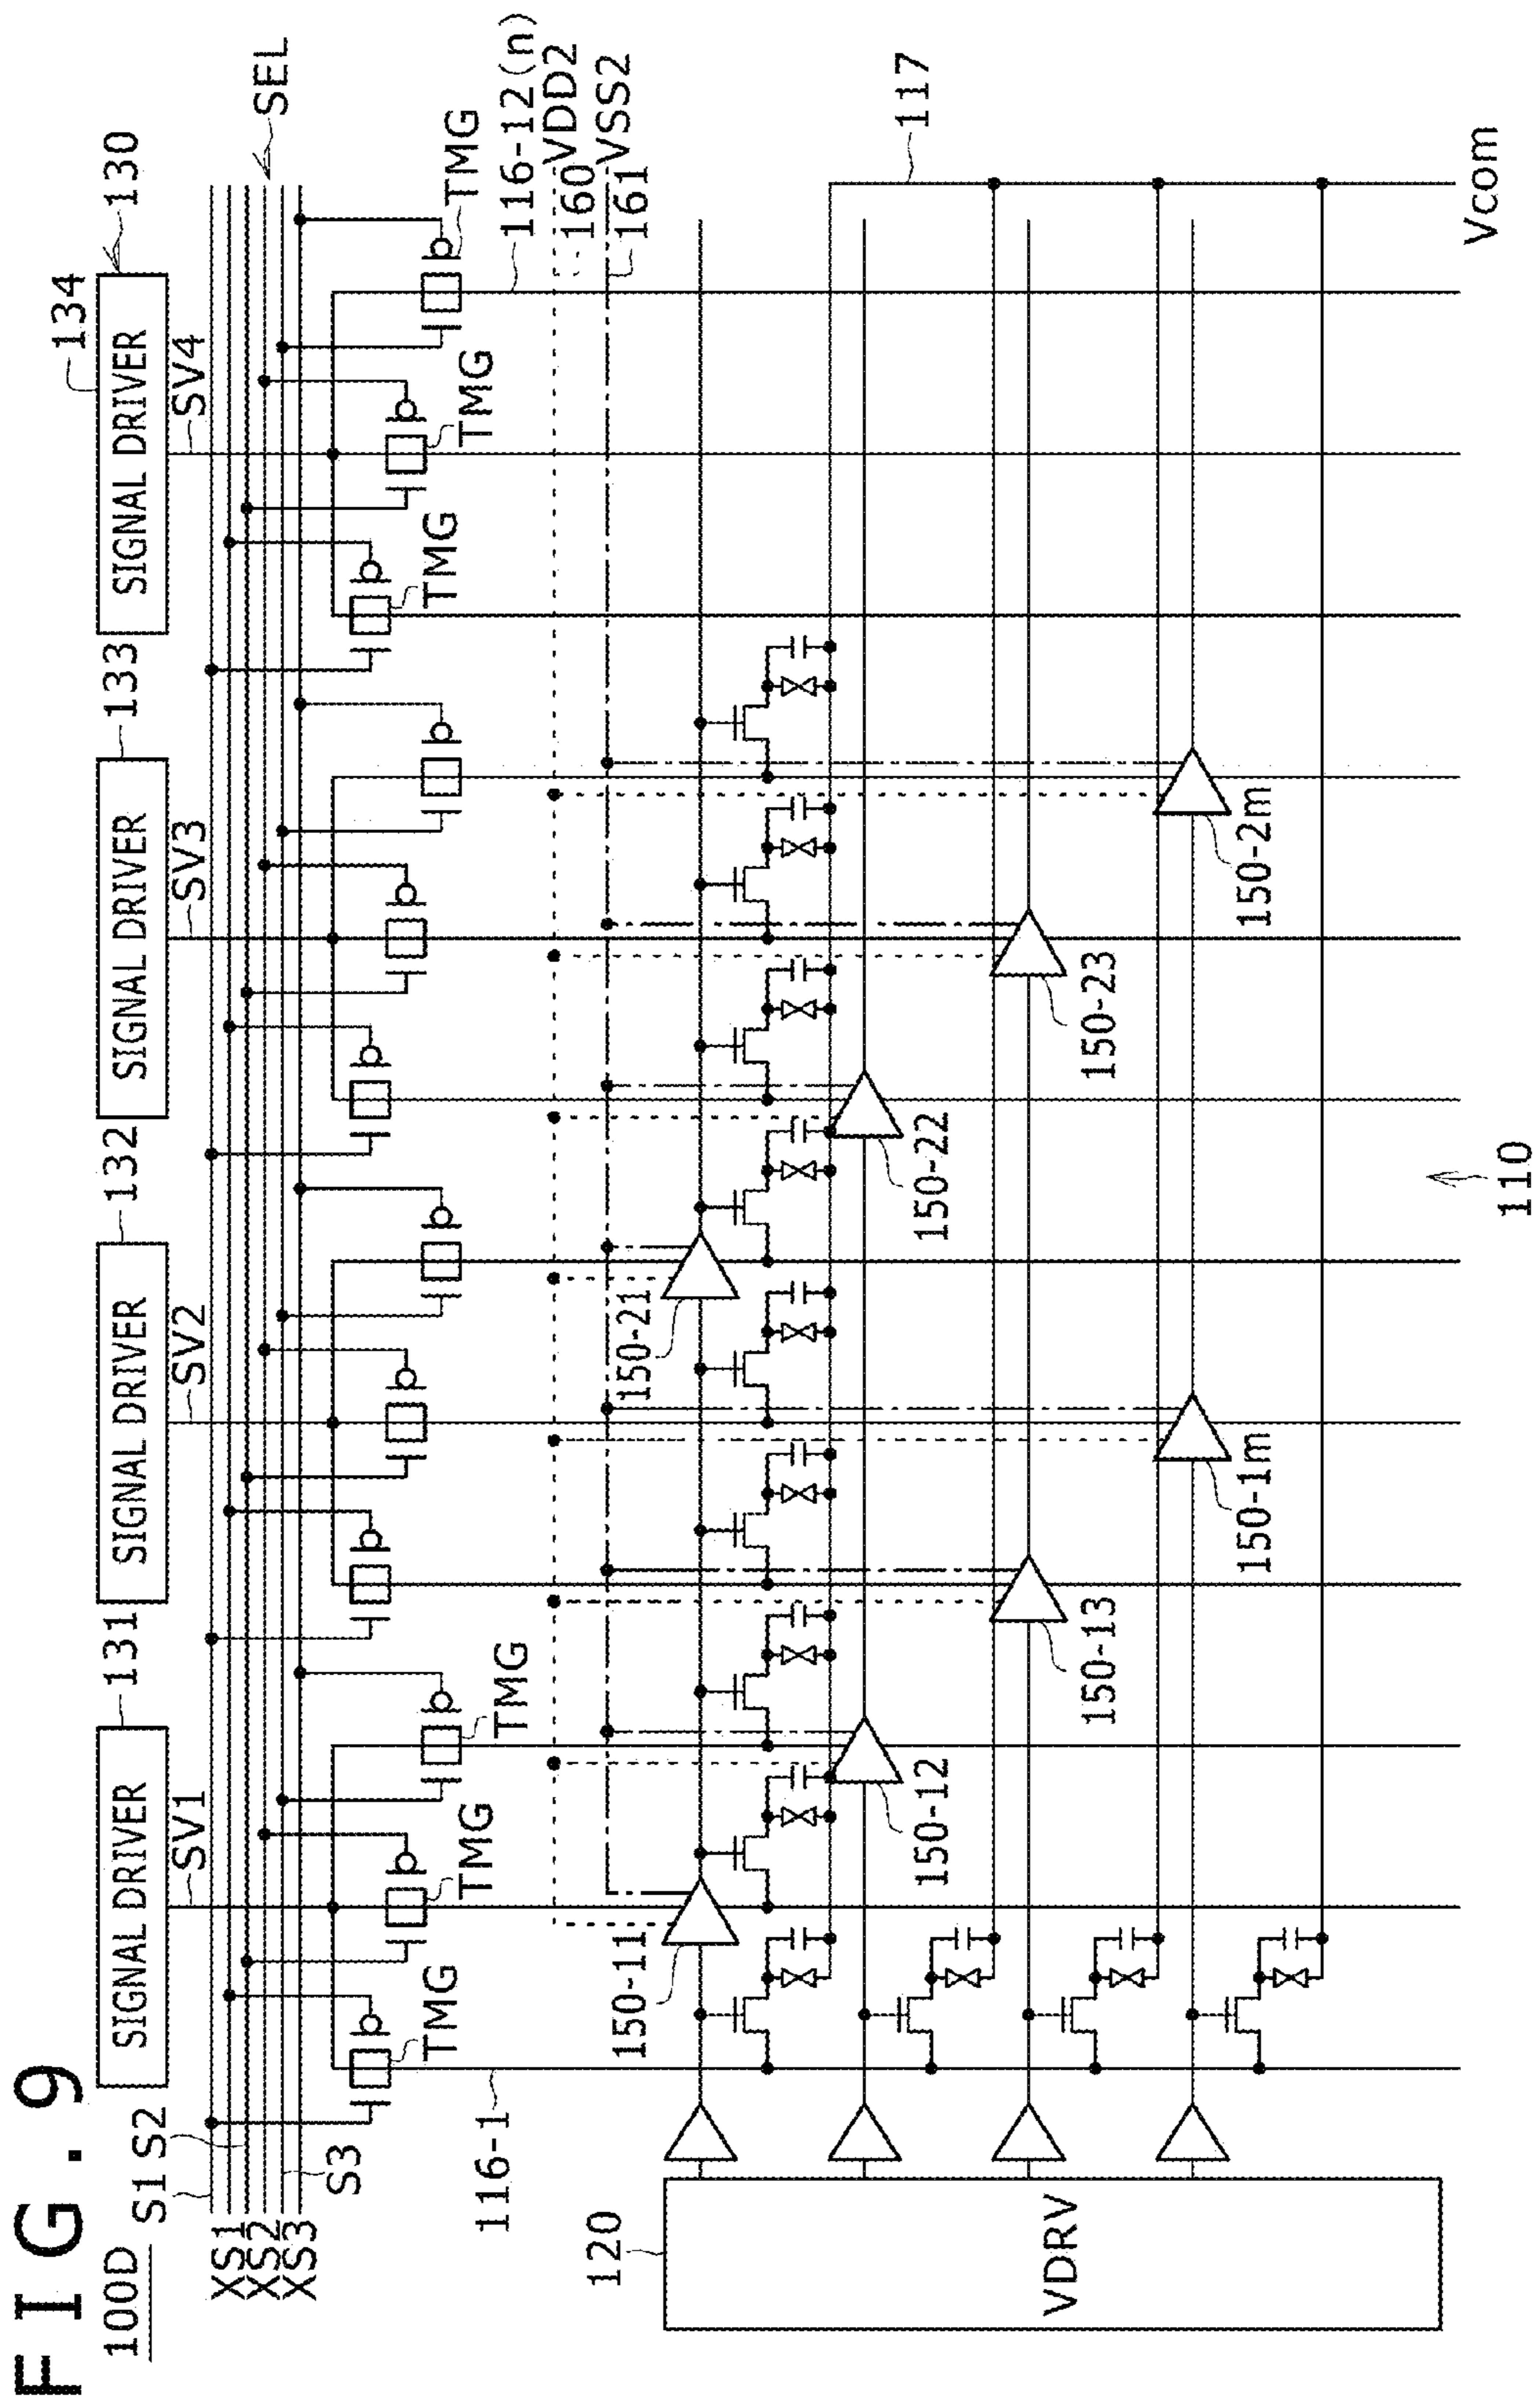 FIG.9
100D
134
130
131
132
133
SIGNAL DRIVER
SIGNAL DRIVER
SIGNAL DRIVER
SIGNAL DRIVER
SV1
SV2
SV3
SV4
SEL
S1
S2
S3
XS1
XS2
XS3
TMG
TMG
TMG
TMG
TMG
TMG
116-1
116-12(n)
VDD2
160
VSS2
161
117
120
VDRV
150-11
150-21
150-12
150-22
150-13
150-23
150-1m
150-2m
Vcom
110